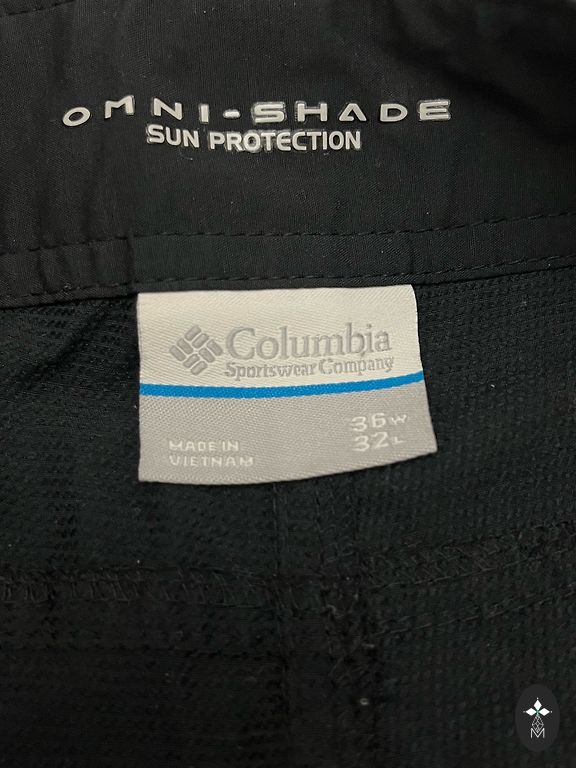 OMNI-SHADE
SUN PROTECTION
Columbia
Sportswear Company
36W
32L
MADE IN
VIETNAM
M